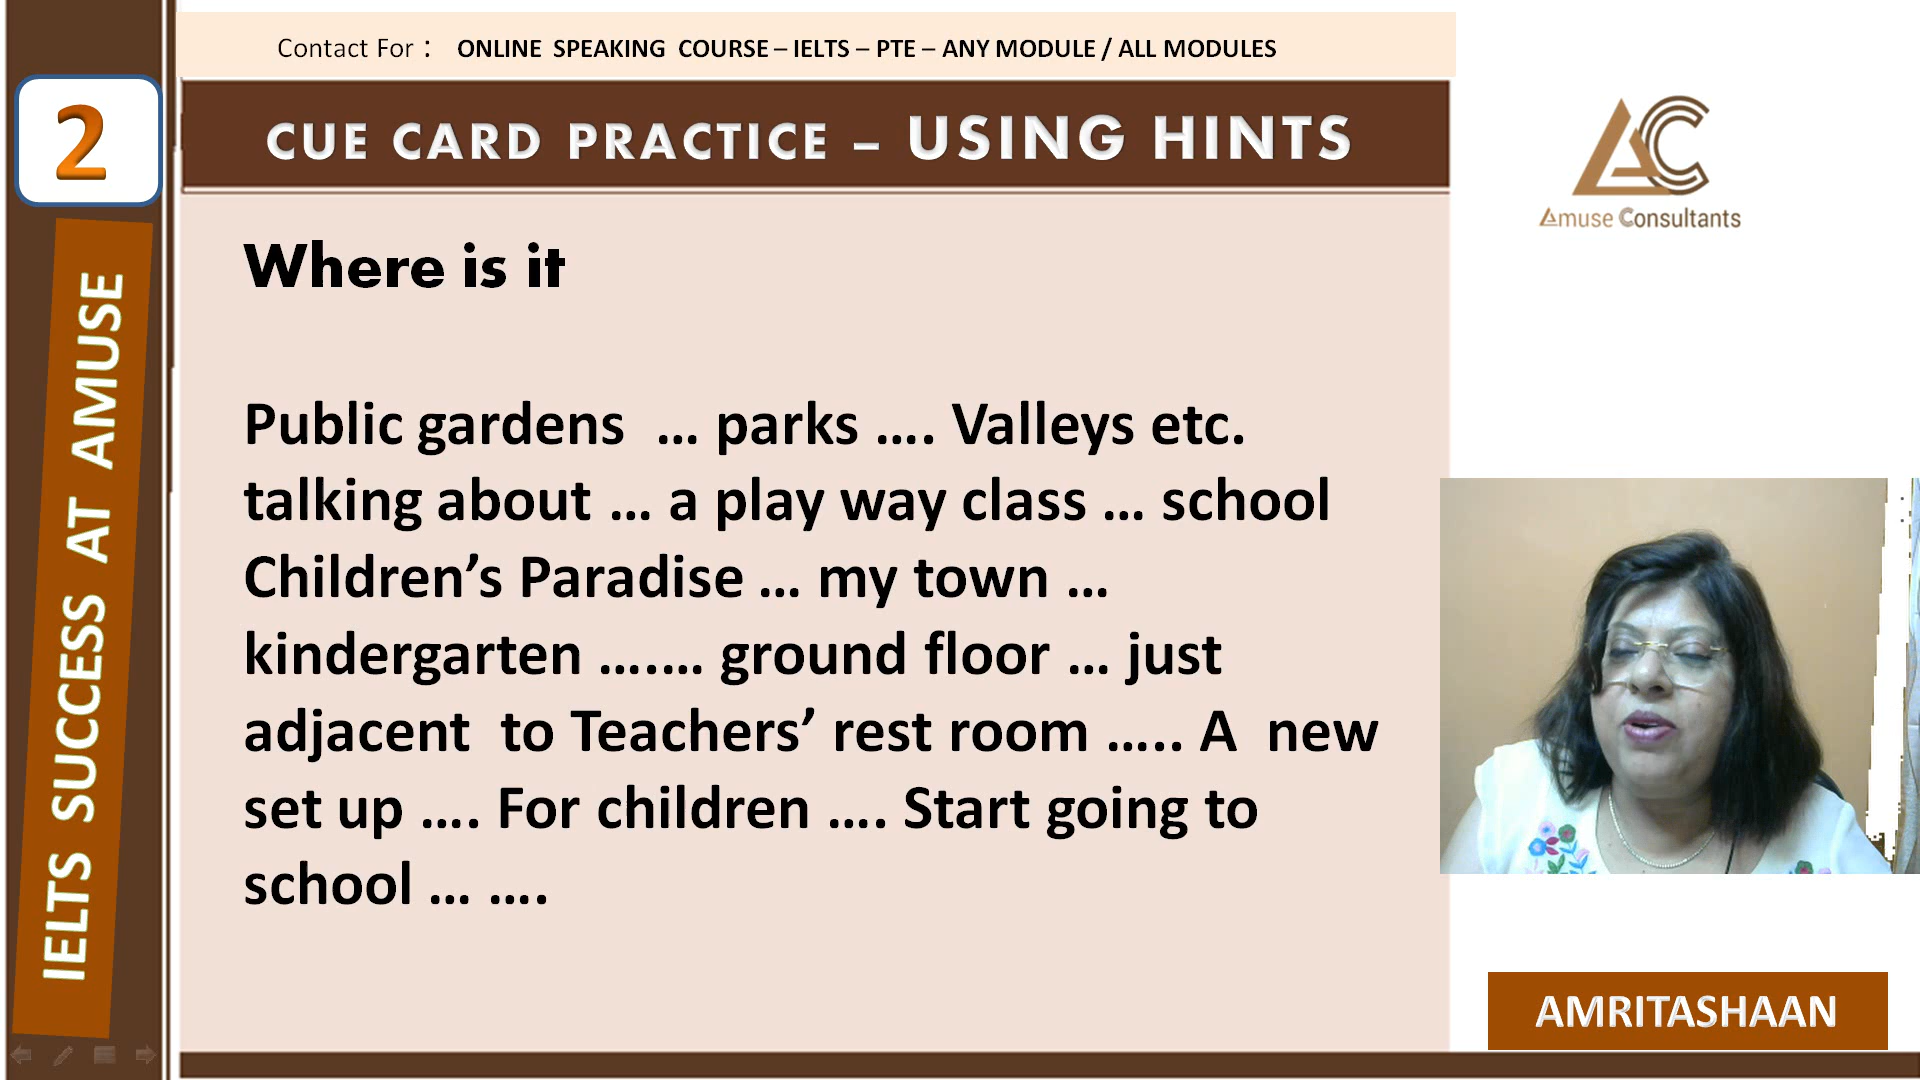 Contact For : ONLINE SPEAKING COURSE – IELTS – PTE – ANY MODULE / ALL MODULES
2
CUE CARD PRACTICE – USING HINTS
AC
Amuse Consultants
IELTS SUCCESS AT AMUSE
Where is it
Public gardens … parks …. Valleys etc.
talking about … a play way class … school
Children’s Paradise … my town …
kindergarten ….… ground floor … just
adjacent to Teachers’ rest room ….. A new
set up …. For children …. Start going to
school … ….
AMRITASHAAN